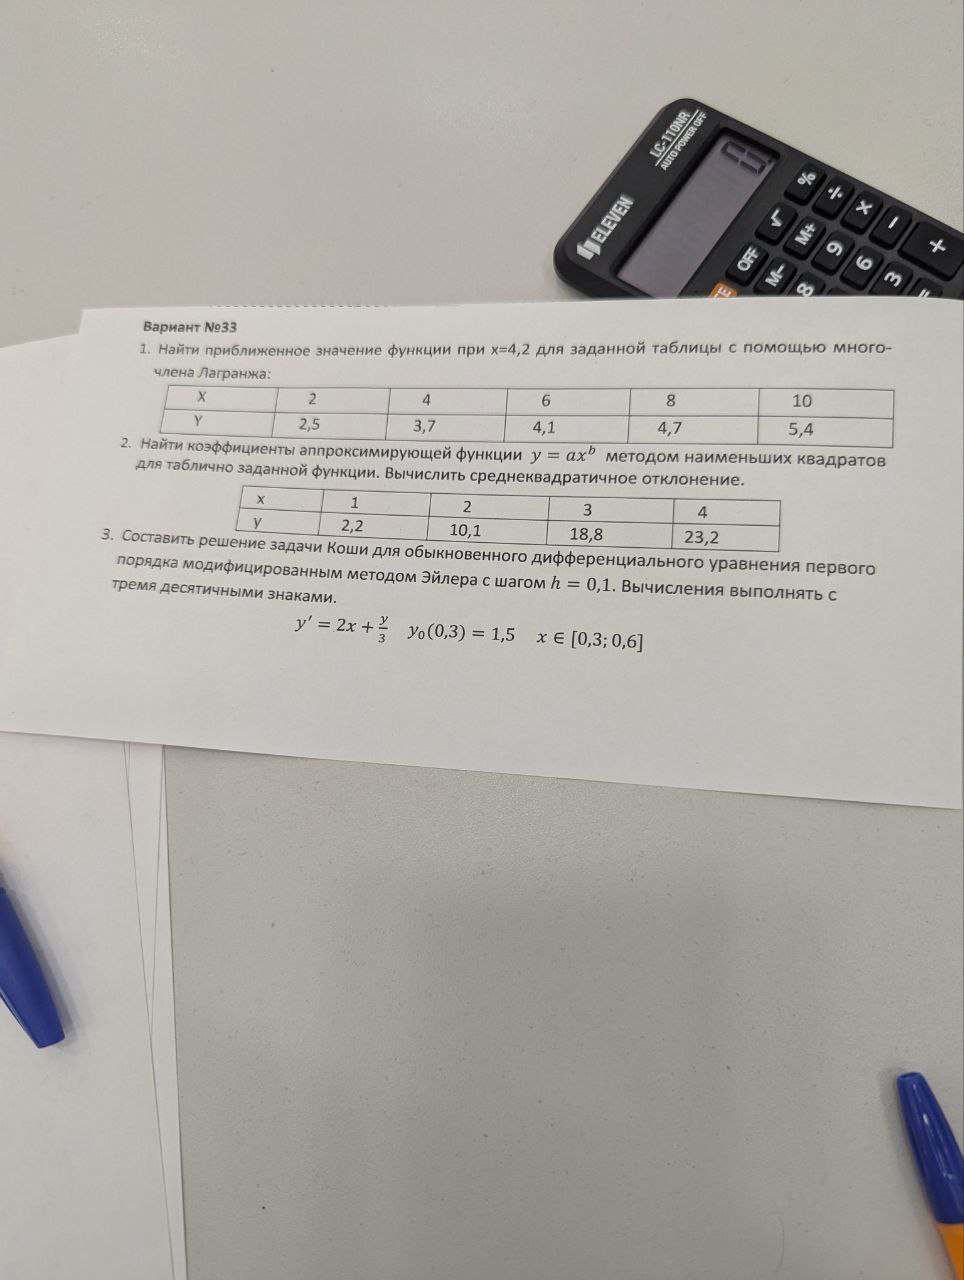 LC-110NR
AUTO POWER OFF
ELEVEN
0.
% ÷ × − +
√ M+ 9 6 3 =
OFF M− 8
CE
Вариант №33
1. Найти приближенное значение функции при x=4,2 для заданной таблицы с помощью много-
члена Лагранжа:
X 2 4 6 8 10
Y 2,5 3,7 4,1 4,7 5,4
2. Найти коэффициенты аппроксимирующей функции y = ax^b методом наименьших квадратов
для таблично заданной функции. Вычислить среднеквадратичное отклонение.
x 1 2 3 4
y 2,2 10,1 18,8 23,2
3. Составить решение задачи Коши для обыкновенного дифференциального уравнения первого
порядка модифицированным методом Эйлера с шагом h = 0,1. Вычисления выполнять с
тремя десятичными знаками.
y' = 2x + y/3 y₀(0,3) = 1,5 x ∈ [0,3; 0,6]